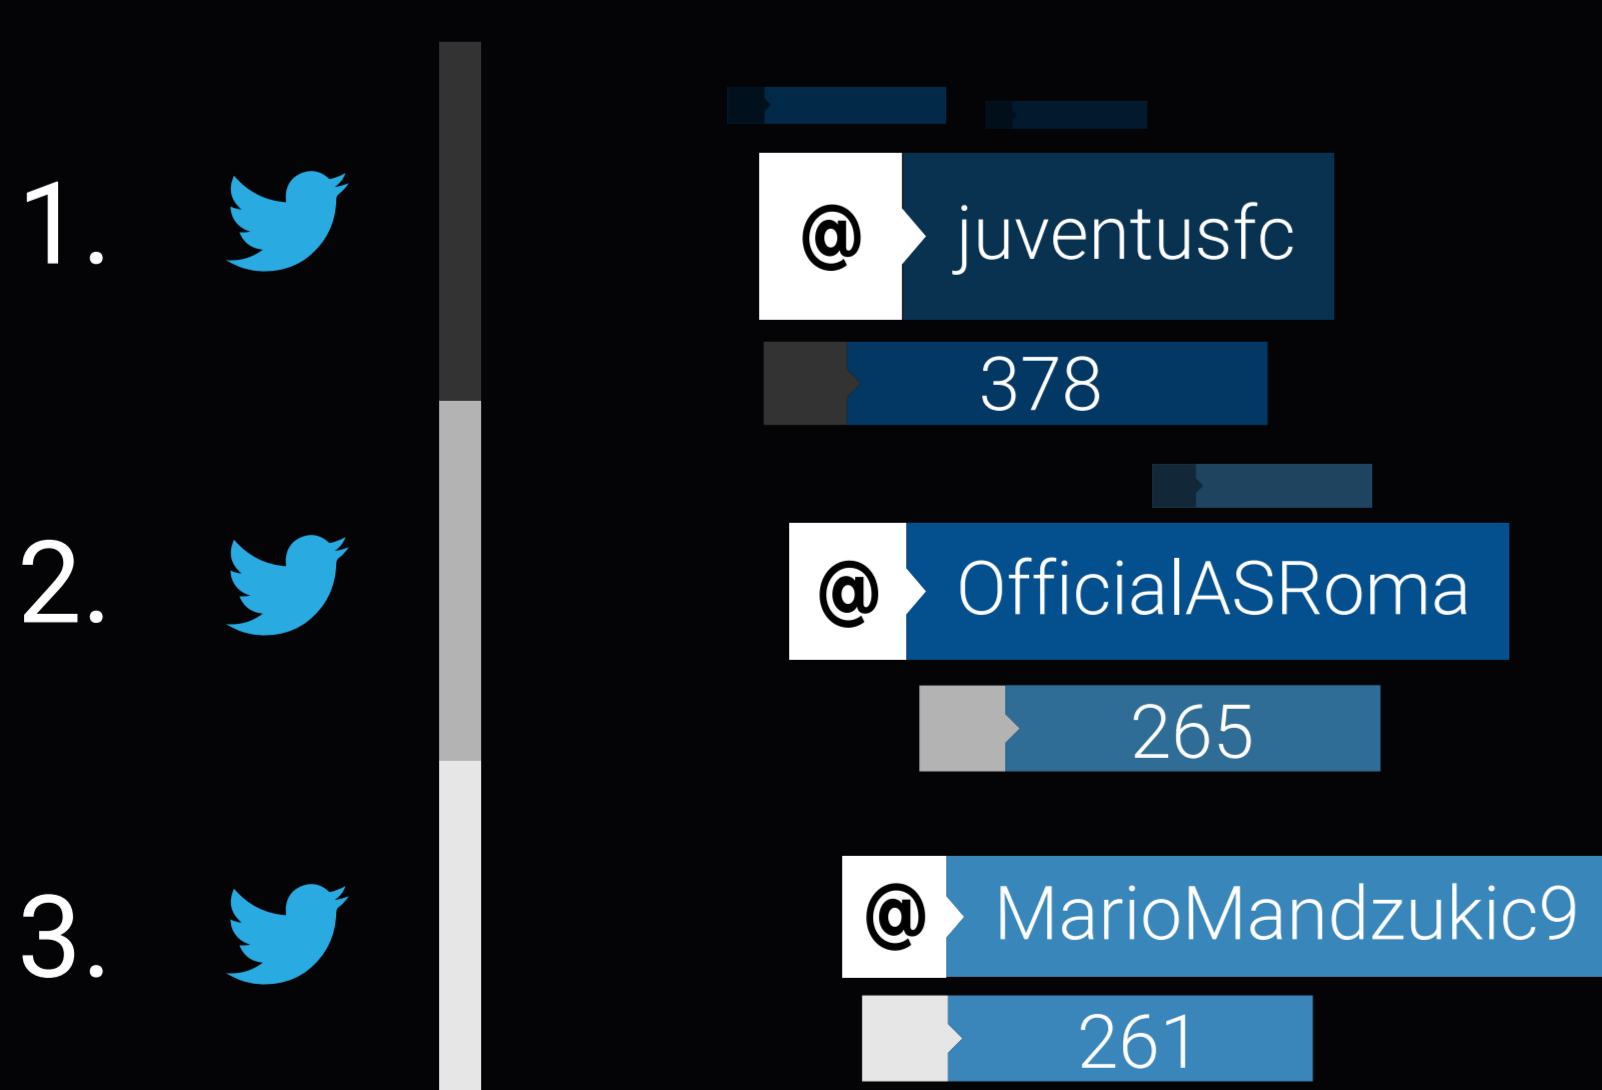 1.
@ juventusfc
378
2.
@ OfficialASRoma
265
3.
@ MarioMandzukic9
261